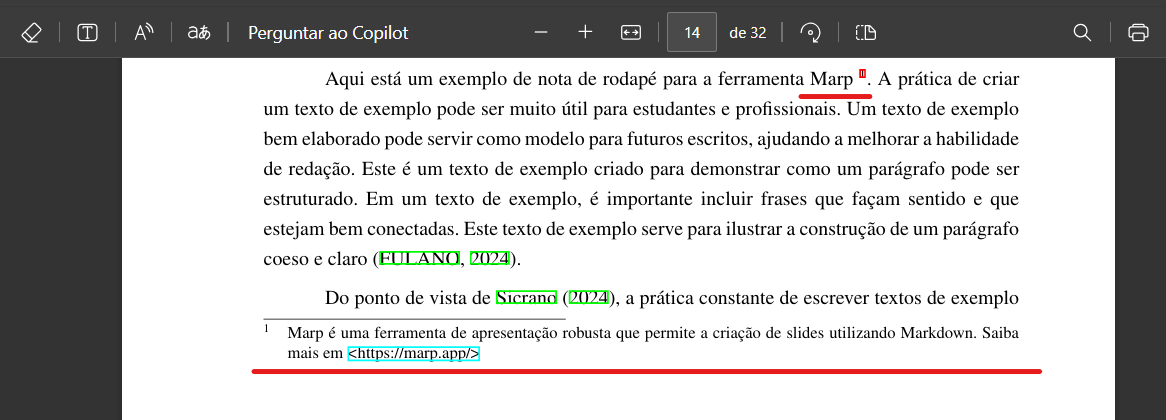 Perguntar ao Copilot
14
de 32
Aqui está um exemplo de nota de rodapé para a ferramenta Marp 1. A prática de criar
um texto de exemplo pode ser muito útil para estudantes e profissionais. Um texto de exemplo
bem elaborado pode servir como modelo para futuros escritos, ajudando a melhorar a habilidade
de redação. Este é um texto de exemplo criado para demonstrar como um parágrafo pode ser
estruturado. Em um texto de exemplo, é importante incluir frases que façam sentido e que
estejam bem conectadas. Este texto de exemplo serve para ilustrar a construção de um parágrafo
coeso e claro (FULANO, 2024).
Do ponto de vista de Sicrano (2024), a prática constante de escrever textos de exemplo
1 Marp é uma ferramenta de apresentação robusta que permite a criação de slides utilizando Markdown. Saiba
mais em <https://marp.app/>